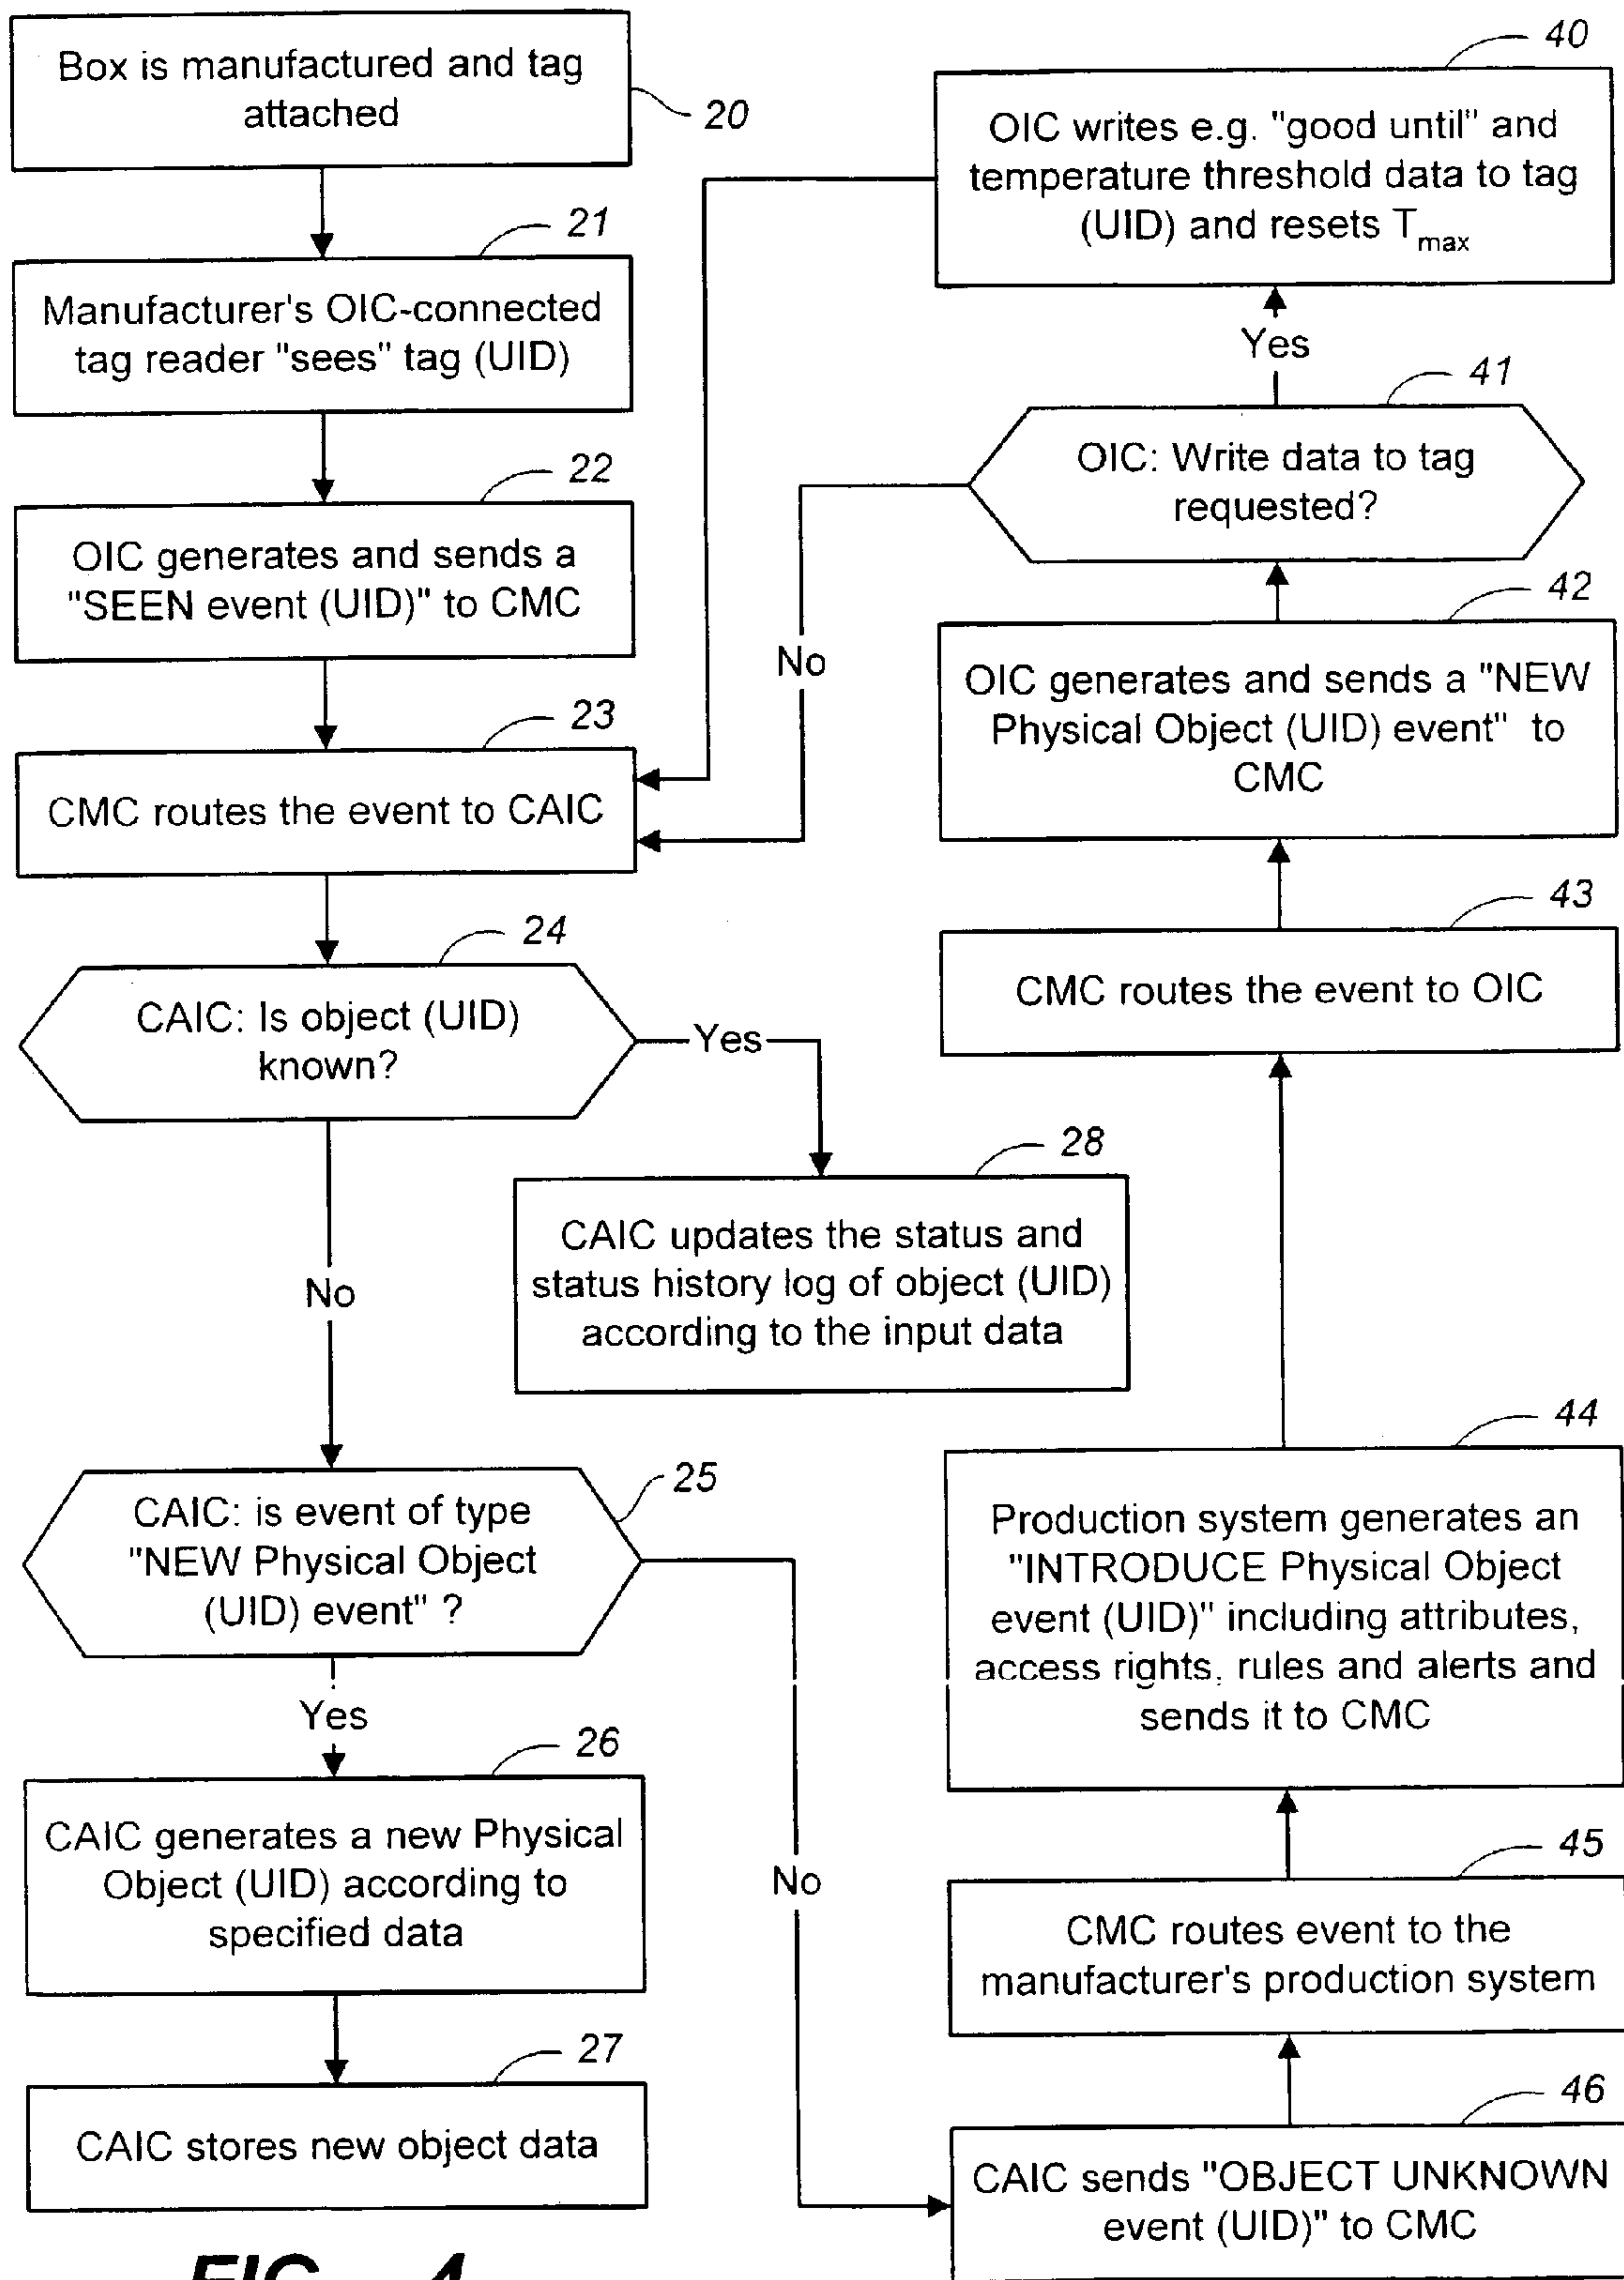 Box is manufactured and tag
attached
20
21
Manufacturer's OIC-connected
tag reader "sees" tag (UID)
22
OIC generates and sends a
"SEEN event (UID)" to CMC
23
CMC routes the event to CAIC
24
CAIC: Is object (UID)
known?
Yes
No
28
CAIC updates the status and
status history log of object (UID)
according to the input data
25
CAIC: is event of type
"NEW Physical Object
(UID) event" ?
Yes
No
26
CAIC generates a new Physical
Object (UID) according to
specified data
27
CAIC stores new object data
40
OIC writes e.g. "good until" and
temperature threshold data to tag
(UID) and resets Tmax
Yes
41
OIC: Write data to tag
requested?
No
42
OIC generates and sends a "NEW
Physical Object (UID) event" to
CMC
43
CMC routes the event to OIC
44
Production system generates an
"INTRODUCE Physical Object
event (UID)" including attributes,
access rights, rules and alerts and
sends it to CMC
45
CMC routes event to the
manufacturer's production system
46
CAIC sends "OBJECT UNKNOWN
event (UID)" to CMC
FIG. 4